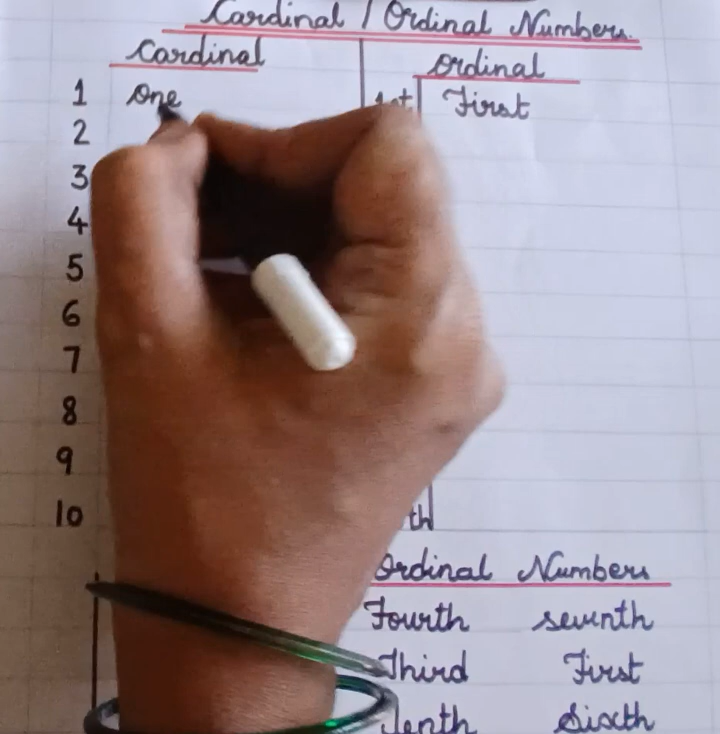 Cardinal / Ordinal Numbers.
Cardinal Ordinal
1 One 1st First
2
3
4
5
6
7
8
9
10 th
Ordinal Numbers
Fourth seventh
Third First
Tenth Sixth